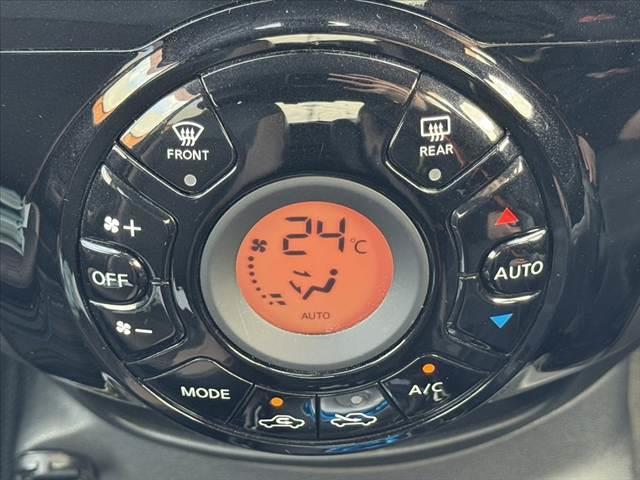 FRONT
REAR
+
24°C
OFF
AUTO
AUTO
−
MODE
A/C